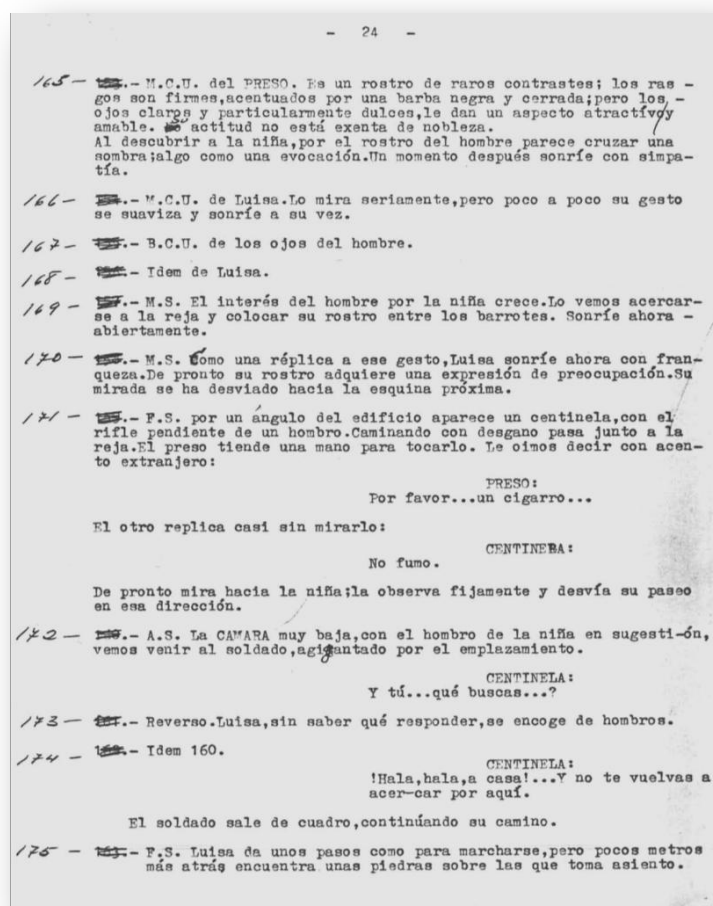 - 24 -
165- .- M.C.U. del PRESO. Es un rostro de raros contrastes; los ras -
gos son firmes,acentuados por una barba negra y cerrada;pero los -
ojos claros y particularmente dulces,le dan un aspecto atractivo y
amable. Su actitud no está exenta de nobleza.
Al descubrir a la niña,por el rostro del hombre parece cruzar una
sombra;algo como una evocación.Un momento después sonríe con simpa-
tía.
166- .- M.C.U. de Luisa.Lo mira seriamente,pero poco a poco su gesto
se suaviza y sonríe a su vez.
167- .- B.C.U. de los ojos del hombre.
168- .- Idem de Luisa.
169- .- M.S. El interés del hombre por la niña crece.Lo vemos acercar-
se a la reja y colocar su rostro entre los barrotes. Sonríe ahora -
abiertamente.
170- .- M.S. Como una réplica a ese gesto,Luisa sonríe ahora con fran-
queza.De pronto su rostro adquiere una expresión de preocupación.Su
mirada se ha desviado hacia la esquina próxima.
171- .- F.S. por un ángulo del edificio aparece un centinela,con el
rifle pendiente de un hombro.Caminando con desgano pasa junto a la
reja.El preso tiende una mano para tocarlo. Le oimos decir con acen-
to extranjero:
PRESO:
Por favor...un cigarro...
El otro replica casi sin mirarlo:
CENTINEBA:
No fumo.
De pronto mira hacia la niña;la observa fijamente y desvía su paseo
en esa dirección.
172- .- A.S. La CAMARA muy baja,con el hombro de la niña en sugesti-ón,
vemos venir al soldado,agigantado por el emplazamiento.
CENTINELA:
Y tú...qué buscas...?
173- .- Reverso.Luisa,sin saber qué responder,se encoge de hombros.
174- .- Idem 160.
CENTINELA:
!Hala,hala,a casa!...Y no te vuelvas a
acer-car por aquí.
El soldado sale de cuadro,contínúando su camino.
175- .- F.S. Luisa da unos pasos como para marcharse,pero pocos metros
más atrás encuentra unas piedras sobre las que toma asiento.